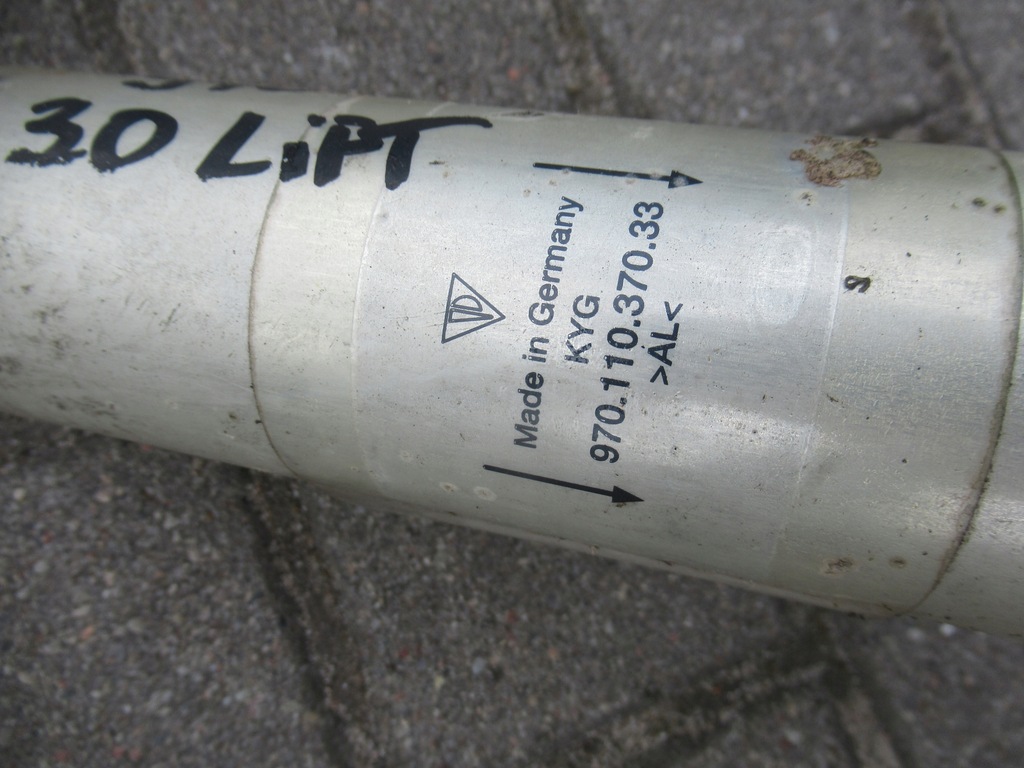 30 LiPT
Made in Germany
KYG
970.110.370.33
>AL<